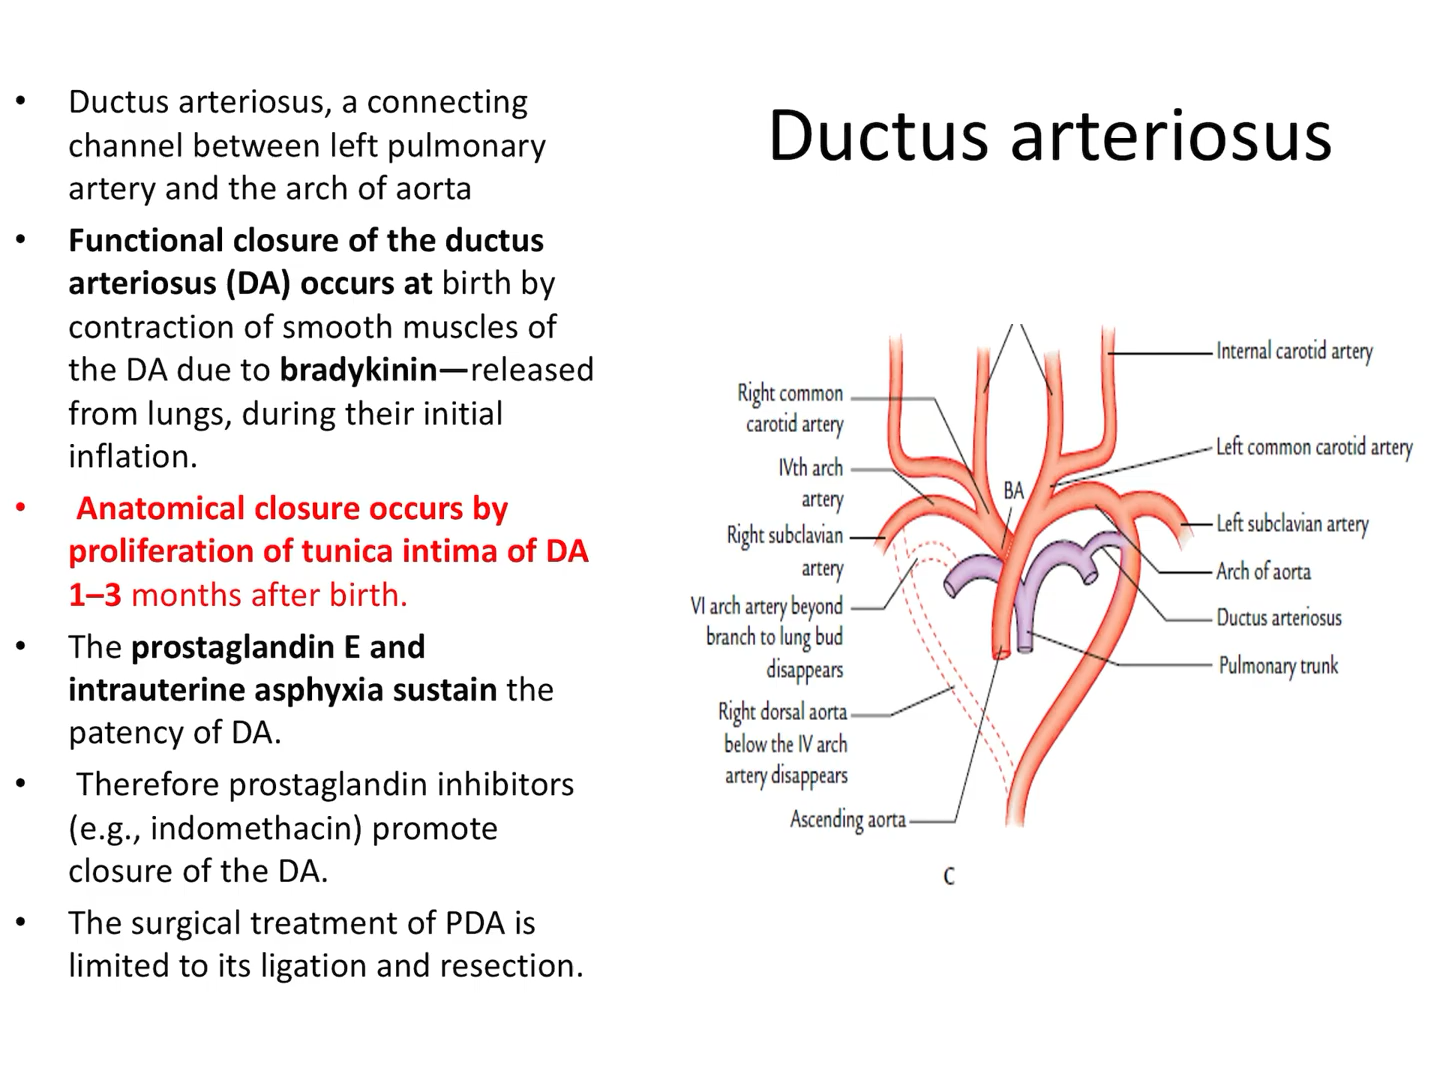 Ductus arteriosus
• Ductus arteriosus, a connecting
channel between left pulmonary
artery and the arch of aorta
• Functional closure of the ductus
arteriosus (DA) occurs at birth by
contraction of smooth muscles of
the DA due to bradykinin—released
from lungs, during their initial
inflation.
• Anatomical closure occurs by
proliferation of tunica intima of DA
1–3 months after birth.
• The prostaglandin E and
intrauterine asphyxia sustain the
patency of DA.
• Therefore prostaglandin inhibitors
(e.g., indomethacin) promote
closure of the DA.
• The surgical treatment of PDA is
limited to its ligation and resection.
Right common
carotid artery
IVth arch
artery
Right subclavian
artery
VI arch artery beyond
branch to lung bud
disappears
Right dorsal aorta
below the IV arch
artery disappears
Ascending aorta
BA
Internal carotid artery
Left common carotid artery
Left subclavian artery
Arch of aorta
Ductus arteriosus
Pulmonary trunk
C